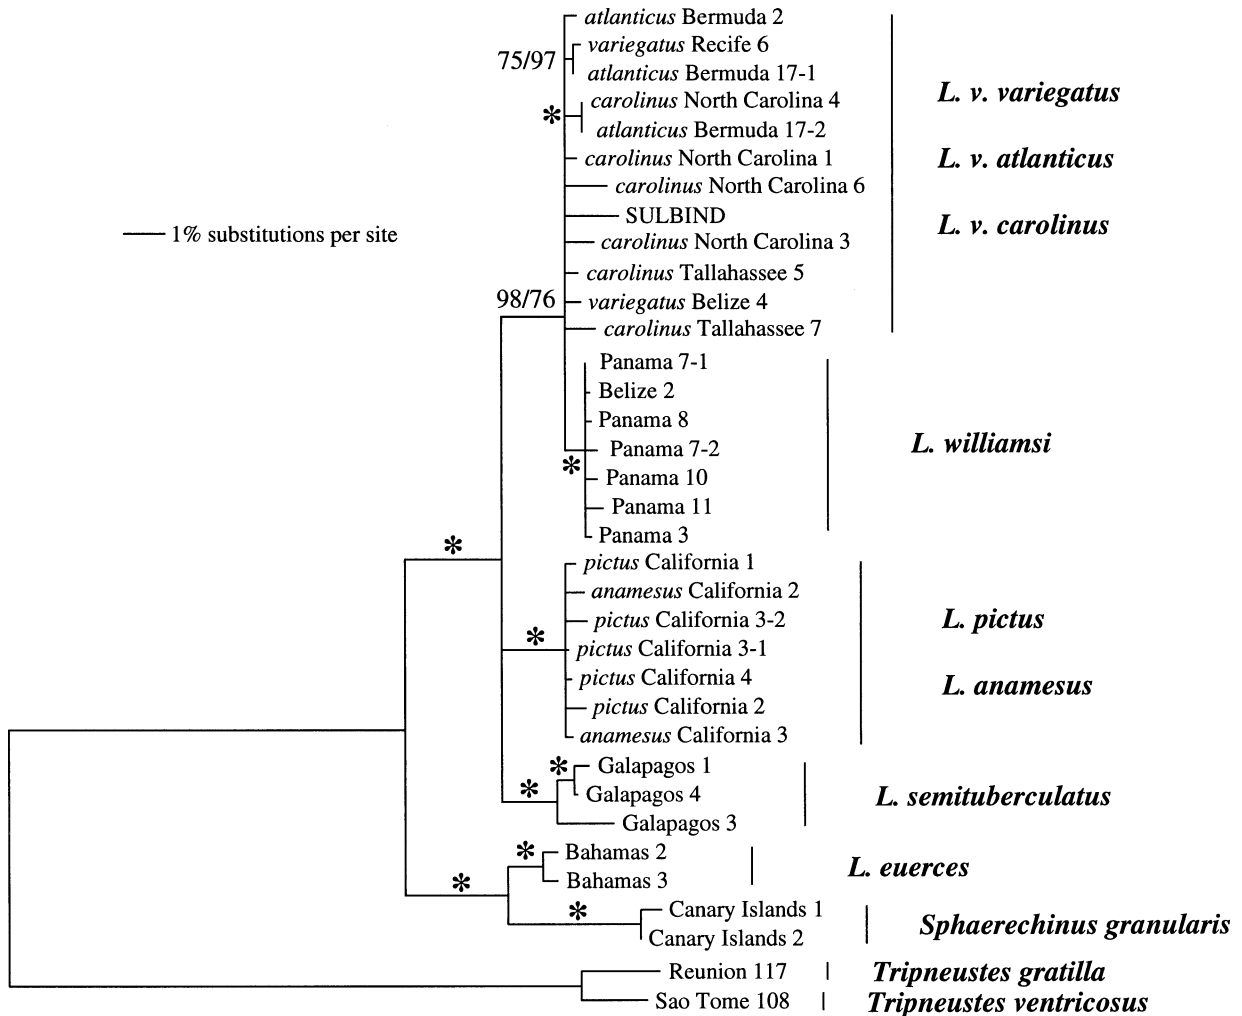 atlanticus Bermuda 2
variegatus Recife 6
75/97
atlanticus Bermuda 17-1
L. v. variegatus
carolinus North Carolina 4
*
atlanticus Bermuda 17-2
carolinus North Carolina 1
L. v. atlanticus
carolinus North Carolina 6
SULBIND
L. v. carolinus
1% substitutions per site
carolinus North Carolina 3
carolinus Tallahassee 5
98/76
variegatus Belize 4
carolinus Tallahassee 7
Panama 7-1
Belize 2
Panama 8
L. williamsi
Panama 7-2
*
Panama 10
Panama 11
Panama 3
*
pictus California 1
anamesus California 2
pictus California 3-2
L. pictus
*
pictus California 3-1
pictus California 4
L. anamesus
pictus California 2
anamesus California 3
*
Galapagos 1
*
Galapagos 4
L. semituberculatus
Galapagos 3
*
Bahamas 2
L. euerces
*
Bahamas 3
*
Canary Islands 1
Sphaerechinus granularis
Canary Islands 2
Reunion 117
Tripneustes gratilla
Sao Tome 108
Tripneustes ventricosus